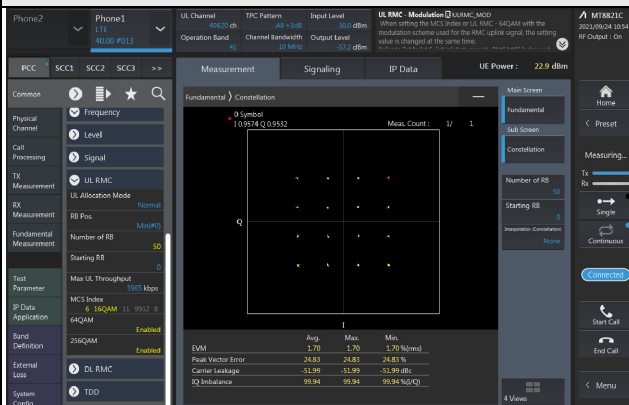 Phone2
Phone1
LTE
40.00 #013
UL Channel
40620 ch
TPC Pattern
All +3dB
Input Level
30.0 dBm
Operation Band
41
Channel Bandwidth
10 MHz
Output Level
-57.2 dBm
UL RMC - Modulation UULRMC_MOD
When setting the MCS Index or UL RMC - 64QAM with the
modulation scheme used for the RMC uplink signal, the setting
value is changed at the same time.
MT8821C
2021/09/24 10:54
RF Output : On
PCC
SCC1
SCC2
SCC3
>>
Measurement
Signaling
IP Data
UE Power : 22.9 dBm
Common
Physical
Channel
Call
Processing
TX
Measurement
RX
Measurement
Fundamental
Measurement
Test
Parameter
IP Data
Application
Band
Definition
External
Loss
System
Config
Frequency
Level
Signal
UL RMC
UL Allocation Mode
Normal
RB Pos.
Min(#0)
Number of RB
50
Starting RB
0
Max UL Throughput
3965 kbps
MCS Index
6 16QAM 11 9912 8
64QAM
Enabled
256QAM
Enabled
DL RMC
TDD
Fundamental Constellation
0 Symbol
I 0.9574 Q 0.9532
Meas. Count : 1/ 1
Q
I
Avg. Max. Min.
EVM 1.70 1.70 1.70 %(rms)
Peak Vector Error 24.83 24.83 24.83 %
Carrier Leakage -51.99 -51.99 -51.99 dBc
IQ Imbalance 99.94 99.94 99.94 %(I/Q)
Main Screen
Fundamental
Sub Screen
Constellation
Number of RB
50
Starting RB
0
Interpolation (Constellation)
None
4 Views
Home
< Preset
Measuring...
Tx
Rx
Single
Continuous
Connected
Start Call
End Call
< Menu